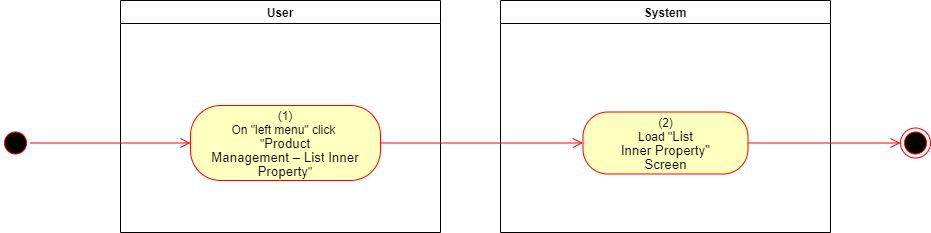 User
System
(1)
On "left menu" click
"Product
Management – List Inner
Property"
(2)
Load "List
Inner Property"
Screen